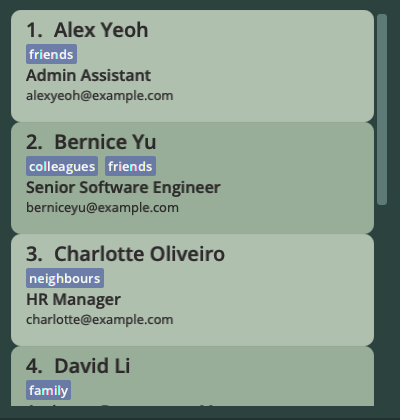 1. Alex Yeoh
friends
Admin Assistant
alexyeoh@example.com
2. Bernice Yu
colleagues friends
Senior Software Engineer
berniceyu@example.com
3. Charlotte Oliveiro
neighbours
HR Manager
charlotte@example.com
4. David Li
family